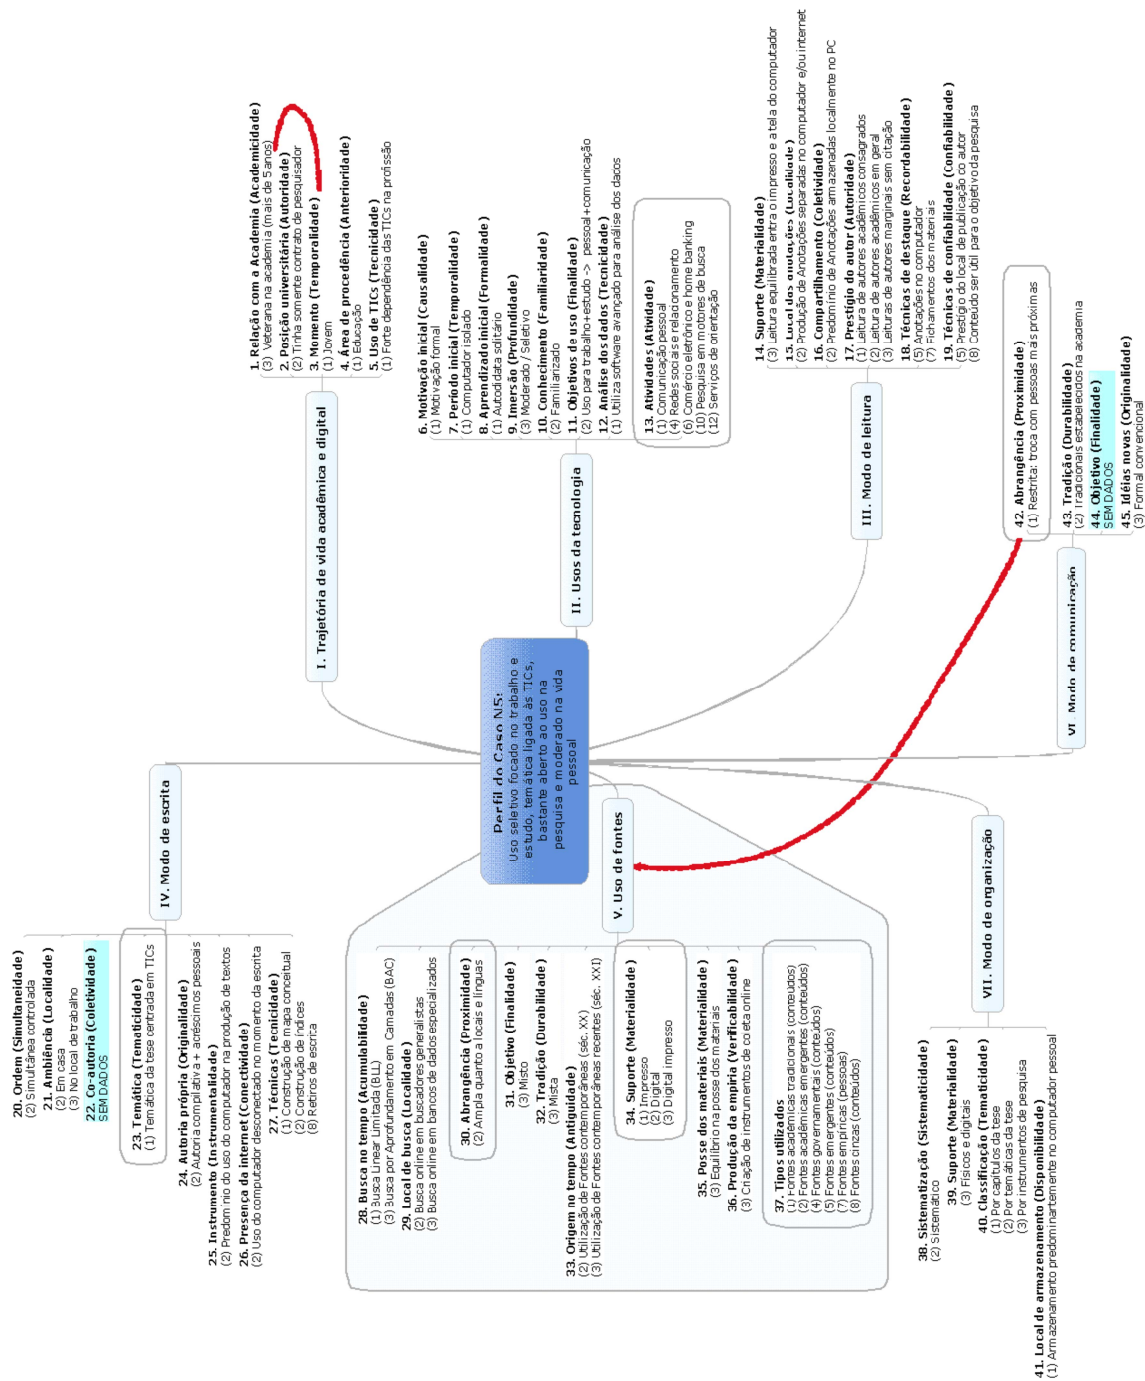 Perfil do Caso N5:
Uso seletivo focado no trabalho e
estudo, temática ligada às TICs,
bastante aberto ao uso na
pesquisa e moderado na vida
pessoal
I. Trajetória de vida acadêmica e digital
1. Relação com a Academia (Academicidade)
(3) Veterana na academia (mais de 5 anos)
2. Posição universitária (Autoridade)
(2) Tinha somente contrato de pesquisador
3. Momento (Temporalidade)
(1) Jovem
4. Área de procedência (Anterioridade)
(1) Educação
5. Uso de TICs (Tecnicidade)
(1) Forte dependência das TICs na profissão
II. Usos da tecnologia
6. Motivação inicial (Causalidade)
(1) Motivação formal
7. Período inicial (Temporalidade)
(1) Computador isolado
8. Aprendizado inicial (Formalidade)
(1) Autodidata solitário
9. Imersão (Profundidade)
(3) Moderado / Seletivo
10. Conhecimento (Familiaridade)
(2) Familiarizado
11. Objetivos de uso (Finalidade)
(2) Uso para trabalho+estudo -> pessoal+comunicação
12. Análise dos dados (Tecnicidade)
(1) Utiliza software avançado para análise dos dados
13. Atividades (Atividade)
(1) Comunicação pessoal
(4) Redes sociais e relacionamento
(6) Comércio eletrônico e home banking
(10) Pesquisa em motores de busca
(12) Serviços de orientação
III. Modo de leitura
14. Suporte (Materialidade)
(3) Leitura equilibrada entra o impresso e a tela do computador
15. Local das anotações (Localidade)
(2) Produção de Anotações separadas no computador e/ou internet
16. Compartilhamento (Coletividade)
(2) Predomínio de Anotações armazenadas localmente no PC
17. Prestígio do autor (Autoridade)
(1) Leitura de autores acadêmicos consagrados
(2) Leitura de autores acadêmicos em geral
(3) Leituras de autores marginais sem citação
18. Técnicas de destaque (Recordabilidade)
(5) Anotações no computador
(7) Fichamentos dos materiais
19. Técnicas de confiabilidade (Confiabilidade)
(5) Prestígio do local de publicação do autor
(8) Conteúdo ser útil para o objetivo da pesquisa
IV. Modo de escrita
20. Ordem (Simultaneidade)
(2) Simultânea controlada
21. Ambiência (Localidade)
(2) Em casa
(3) No local de trabalho
22. Co-autoria (Coletividade)
SEM DADOS
23. Temática (Tematicidade)
(1) Temática da tese centrada em TICs
24. Autoria própria (Originalidade)
(2) Autoria compilativa + acréscimos pessoais
25. Instrumento (Instrumentalidade)
(2) Predomínio do uso do computador na produção de textos
26. Presença da internet (Conectividade)
(2) Uso do computador desconectado no momento da escrita
27. Técnicas (Tecnicidade)
(1) Construção de mapa conceitual
(2) Construção de índices
(8) Retiros de escrita
V. Uso de fontes
28. Busca no tempo (Acumulabilidade)
(1) Busca Linear Limitada (BLL)
(3) Busca por Aprofundamento em Camadas (BAC)
29. Local de busca (Localidade)
(2) Busca online em buscadores generalistas
(3) Busca online em bancos de dados especializados
30. Abrangência (Proximidade)
(2) Ampla quanto a locais e línguas
31. Objetivo (Finalidade)
(3) Misto
32. Tradição (Durabilidade)
(3) Mista
33. Origem no tempo (Antiguidade)
(2) Utilização de Fontes contemporâneas (séc. XX)
(3) Utilização de Fontes contemporâneas recentes (séc. XXI)
34. Suporte (Materialidade)
(1) Impresso
(2) Digital
(3) Digital impresso
35. Posse dos materiais (Materialidade)
(3) Equilíbrio na posse dos materiais
36. Produção da empiria (Verificabilidade)
(3) Criação de instrumentos de coleta online
37. Tipos utilizados
(1) Fontes acadêmicas tradicional (conteúdos)
(2) Fontes acadêmicas emergentes (conteúdos)
(4) Fontes governamentais (conteúdos)
(5) Fontes emergentes (conteúdos)
(7) Fontes empíricas (pessoas)
(8) Fontes cinzas (conteúdos)
VI. Modo de comunicação
42. Abrangência (Proximidade)
(1) Restrita: troca com pessoas mais próximas
43. Tradição (Durabilidade)
(2) Tradicionais estabelecidos na academia
44. Objetivo (Finalidade)
SEM DADOS
45. Idéias novas (Originalidade)
(3) Formal convencional
VII. Modo de organização
38. Sistematização (Sistematicidade)
(2) Sistemático
39. Suporte (Materialidade)
(3) Físicos e digitais
40. Classificação (Tematicidade)
(1) Por capítulos da tese
(2) Por temáticas da tese
(3) Por instrumentos de pesquisa
41. Local de armazenamento (Disponibilidade)
(1) Armazenamento predominantemente no computador pessoal